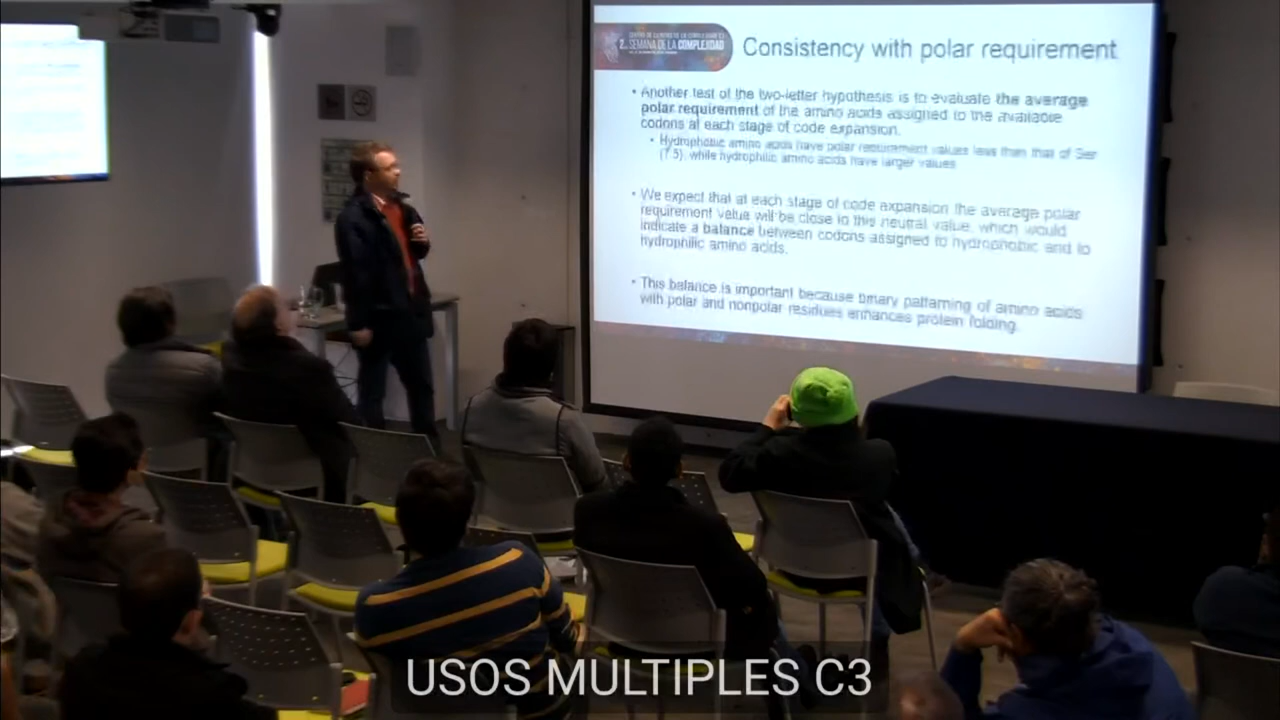 2da SEMANA DE LA COMPLEJIDAD
Consistency with polar requirement
• Another test of the two-letter hypothesis is to evaluate the average
polar requirement of the amino acids assigned to the available
codons at each stage of code expansion.
• Hydrophobic amino acids have polar requirement values less than that of Ser
(7.5), while hydrophilic amino acids have larger values.
• We expect that at each stage of code expansion the average polar
requirement value will be close to this neutral value, which would
indicate a balance between codons assigned to hydrophobic and to
hydrophilic amino acids.
• This balance is important because binary patterning of amino acids
with polar and nonpolar residues enhances protein folding.
USOS MULTIPLES C3